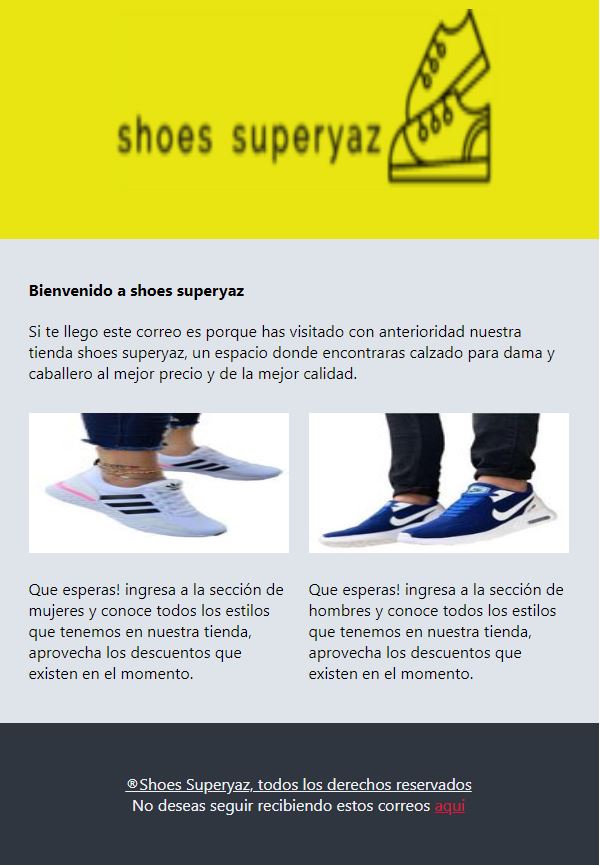 shoes superyaz
Bienvenido a shoes superyaz
Si te llego este correo es porque has visitado con anterioridad nuestra
tienda shoes superyaz, un espacio donde encontraras calzado para dama y
caballero al mejor precio y de la mejor calidad.
Que esperas! ingresa a la sección de
mujeres y conoce todos los estilos
que tenemos en nuestra tienda,
aprovecha los descuentos que
existen en el momento.
Que esperas! ingresa a la sección de
hombres y conoce todos los estilos
que tenemos en nuestra tienda,
aprovecha los descuentos que
existen en el momento.
®Shoes Superyaz, todos los derechos reservados
No deseas seguir recibiendo estos correos aqui